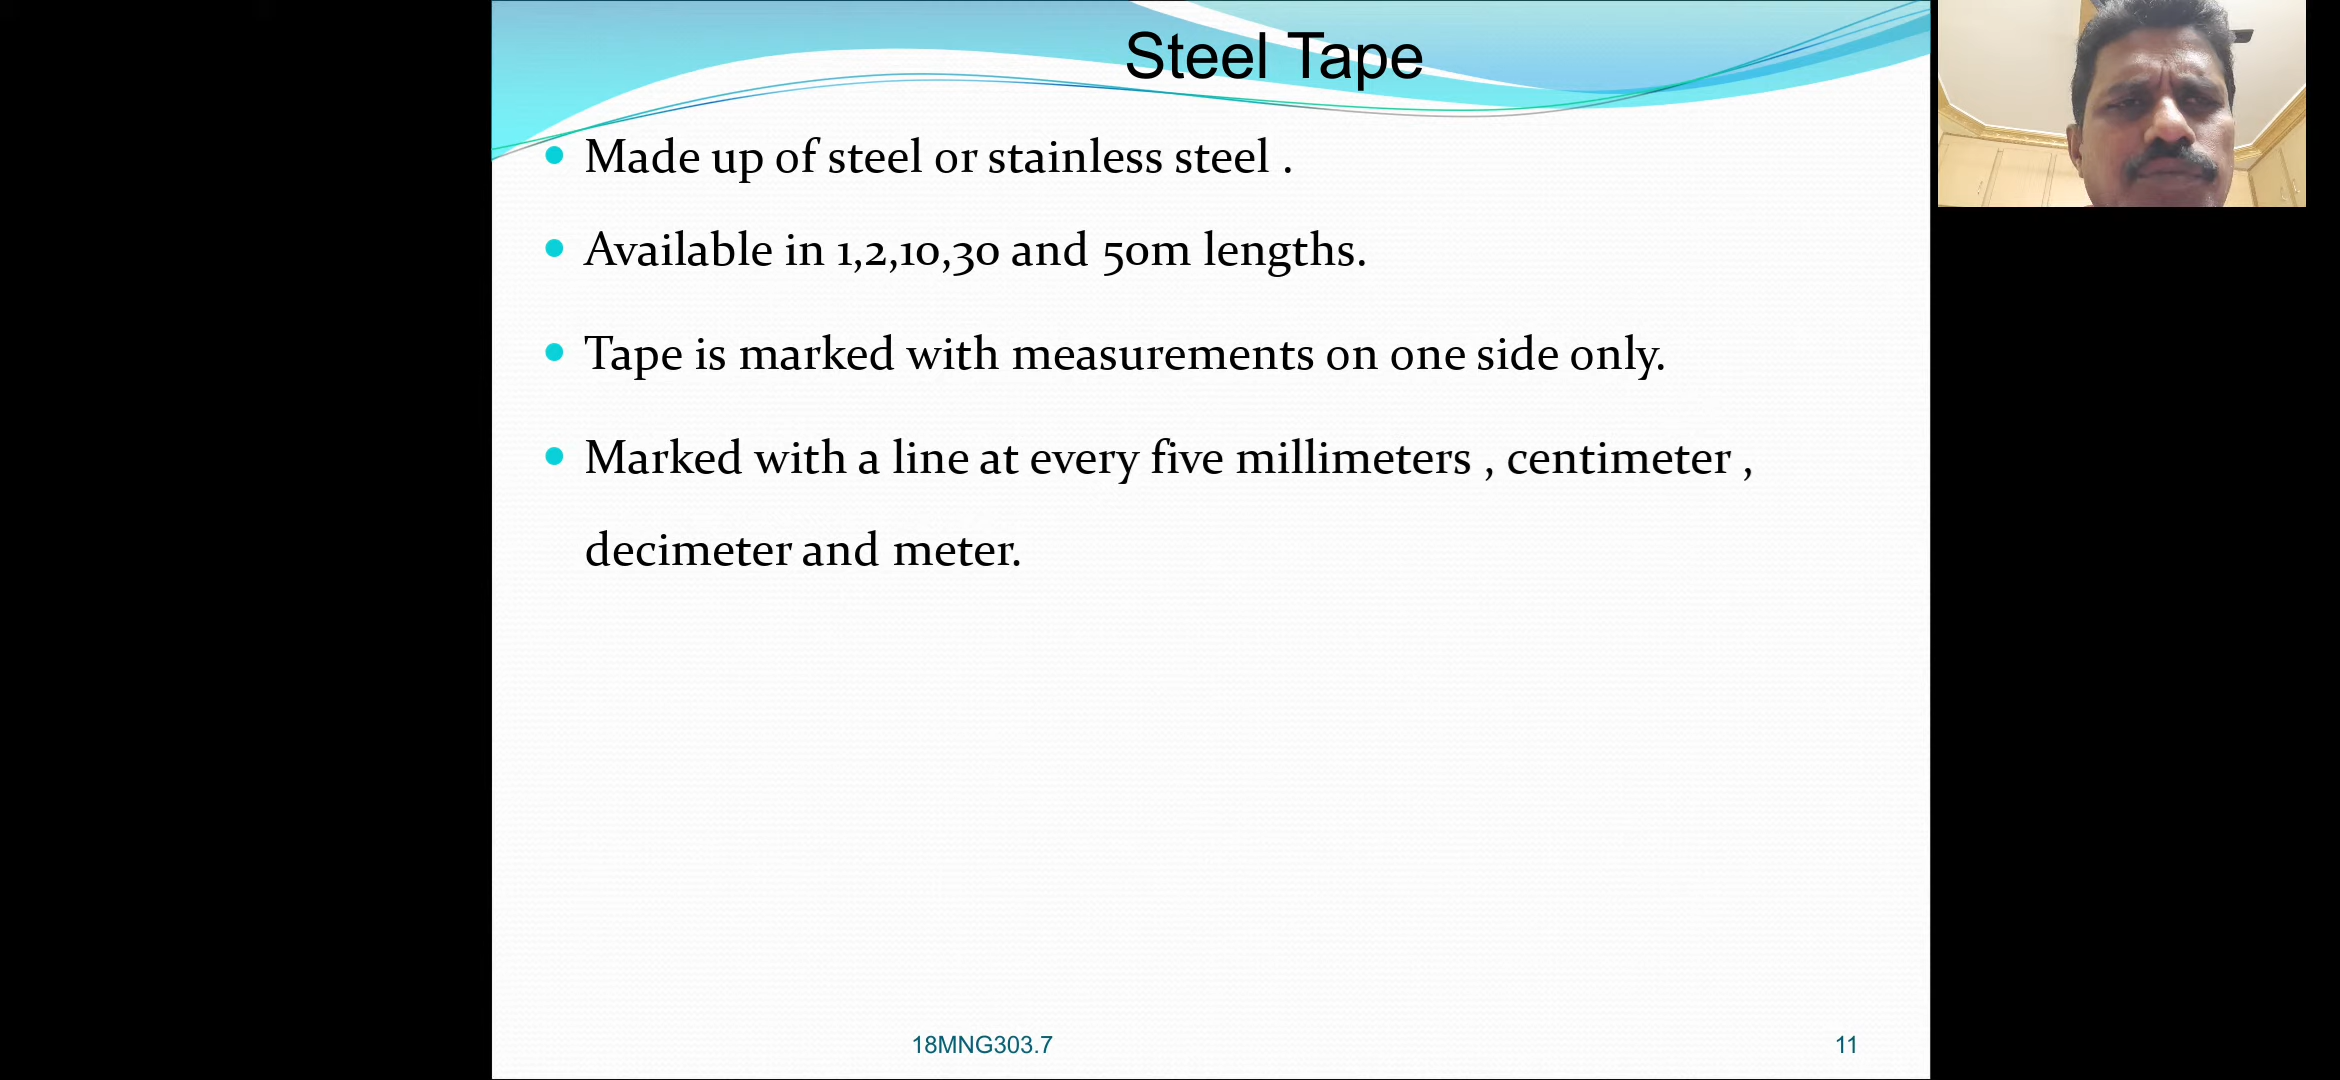 Steel Tape
Made up of steel or stainless steel .
Available in 1,2,10,30 and 50m lengths.
Tape is marked with measurements on one side only.
Marked with a line at every five millimeters , centimeter ,
decimeter and meter.
18MNG303.7
11